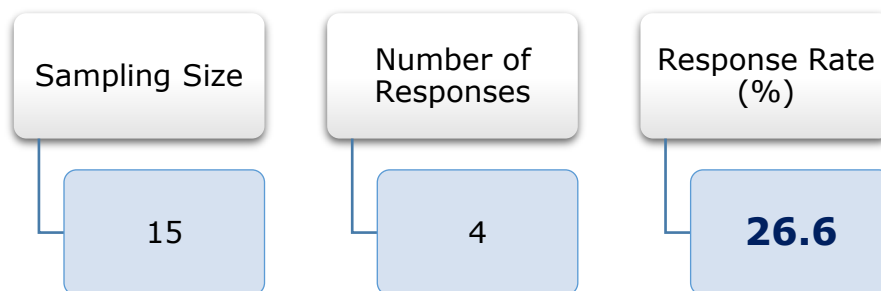 Sampling Size
15
Number of
Responses
4
Response Rate
(%)
26.6